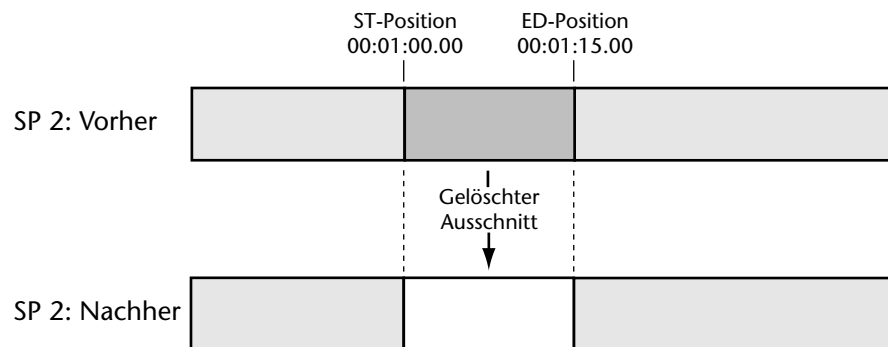 ST-Position
00:01:00.00
ED-Position
00:01:15.00
SP 2: Vorher
Gelöschter
Ausschnitt
SP 2: Nachher